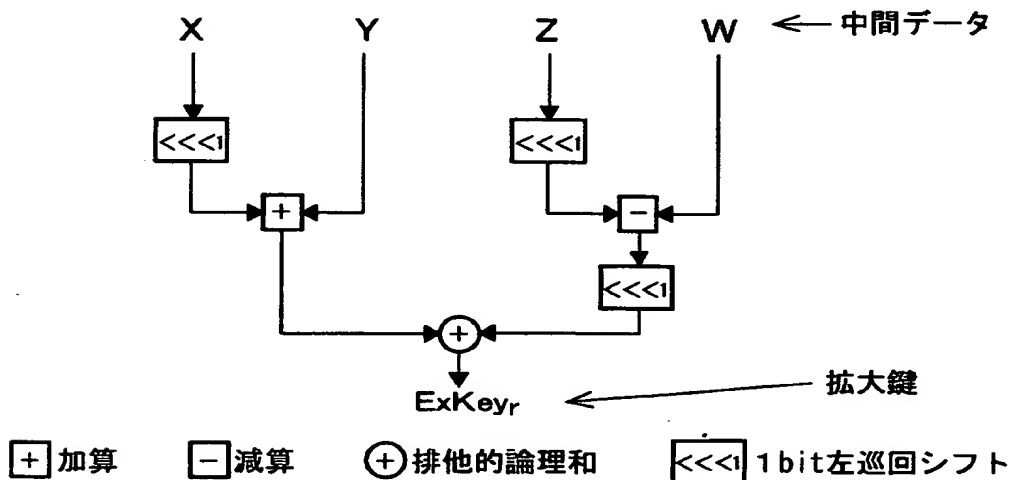 X Y Z W ← 中間データ
<<<1 <<<1
+ −
<<<1
+
ExKeyr ← 拡大鍵
+ 加算 − 減算 + 排他的論理和 <<<1 1bit左巡回シフト